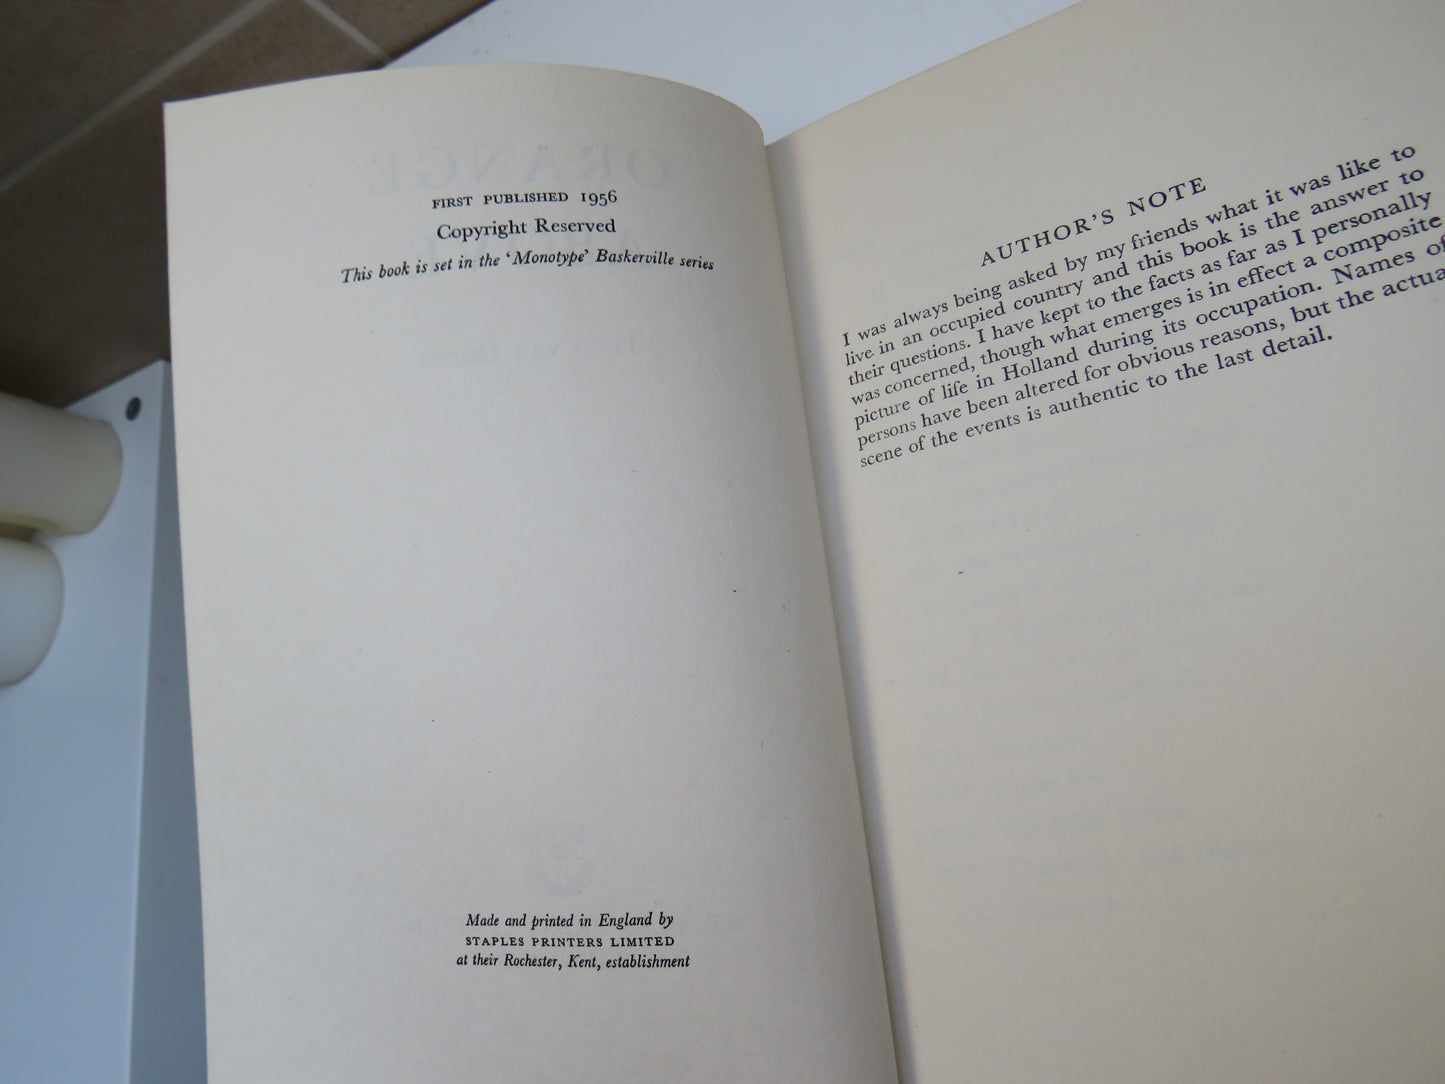 FIRST PUBLISHED 1956
Copyright Reserved
This book is set in the ‘Monotype’ Baskerville series
Made and printed in England by
STAPLES PRINTERS LIMITED
at their Rochester, Kent, establishment
AUTHOR'S NOTE
I was always being asked by my friends what it was like to
live in an occupied country and this book is the answer to
their questions. I have kept to the facts as far as I personally
was concerned, though what emerges is in effect a composite
picture of life in Holland during its occupation. Names of
persons have been altered for obvious reasons, but the actual
scene of the events is authentic to the last detail.